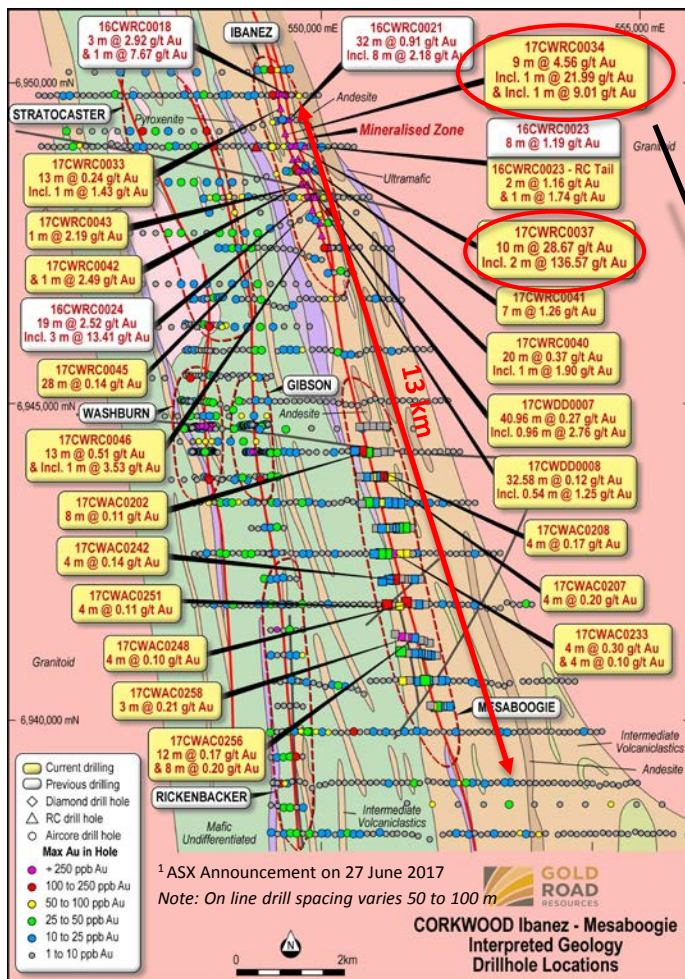 550,000 mE
555,000 mE
16CWRC0018
3 m @ 2.92 g/t Au
& 1 m @ 7.67 g/t Au
IBANEZ
16CWRC0021
32 m @ 0.91 g/t Au
Incl. 8 m @ 2.18 g/t Au
17CWRC0034
9 m @ 4.56 g/t Au
Incl. 1 m @ 21.99 g/t Au
& Incl. 1 m @ 9.01 g/t Au
6,950,000 mN
STRATOCASTER
Pyroxenite
Andesite
Mineralised Zone
Ultramafic
Granitoid
16CWRC0023
8 m @ 1.19 g/t Au
16CWRC0023 - RC Tail
2 m @ 1.16 g/t Au
& 1 m @ 1.74 g/t Au
17CWRC0033
13 m @ 0.24 g/t Au
Incl. 1 m @ 1.43 g/t Au
17CWRC0043
1 m @ 2.19 g/t Au
17CWRC0037
10 m @ 28.67 g/t Au
Incl. 2 m @ 136.57 g/t Au
17CWRC0042
& 1 m @ 2.49 g/t Au
17CWRC0041
7 m @ 1.26 g/t Au
16CWRC0024
19 m @ 2.52 g/t Au
Incl. 3 m @ 13.41 g/t Au
17CWRC0040
20 m @ 0.37 g/t Au
Incl. 1 m @ 1.90 g/t Au
17CWRC0045
28 m @ 0.14 g/t Au
GIBSON
13 km
6,945,000 mN
WASHBURN
Andesite
17CWDD0007
40.96 m @ 0.27 g/t Au
Incl. 0.96 m @ 2.76 g/t Au
17CWRC0046
13 m @ 0.51 g/t Au
& Incl. 1 m @ 3.53 g/t Au
17CWDD0008
32.58 m @ 0.12 g/t Au
Incl. 0.54 m @ 1.25 g/t Au
17CWAC0202
8 m @ 0.11 g/t Au
17CWAC0208
4 m @ 0.17 g/t Au
17CWAC0242
4 m @ 0.14 g/t Au
17CWAC0207
4 m @ 0.20 g/t Au
17CWAC0251
4 m @ 0.11 g/t Au
17CWAC0233
4 m @ 0.30 g/t Au
& 4 m @ 0.10 g/t Au
17CWAC0248
4 m @ 0.10 g/t Au
Granitoid
17CWAC0258
3 m @ 0.21 g/t Au
6,940,000 mN
MESABOOGIE
17CWAC0256
12 m @ 0.17 g/t Au
& 8 m @ 0.20 g/t Au
Intermediate
Volcaniclastics
Andesite
RICKENBACKER
Mafic
Undifferentiated
Intermediate
Volcaniclastics
Current drilling
Previous drilling
Diamond drill hole
RC drill hole
Aircore drill hole
Max Au in Hole
+ 250 ppb Au
100 to 250 ppb Au
50 to 100 ppb Au
25 to 50 ppb Au
10 to 25 ppb Au
1 to 10 ppb Au
1 ASX Announcement on 27 June 2017
Note: On line drill spacing varies 50 to 100 m
GOLD
ROAD
RESOURCES
N
0 2km
CORKWOOD Ibanez - Mesaboogie
Interpreted Geology
Drillhole Locations